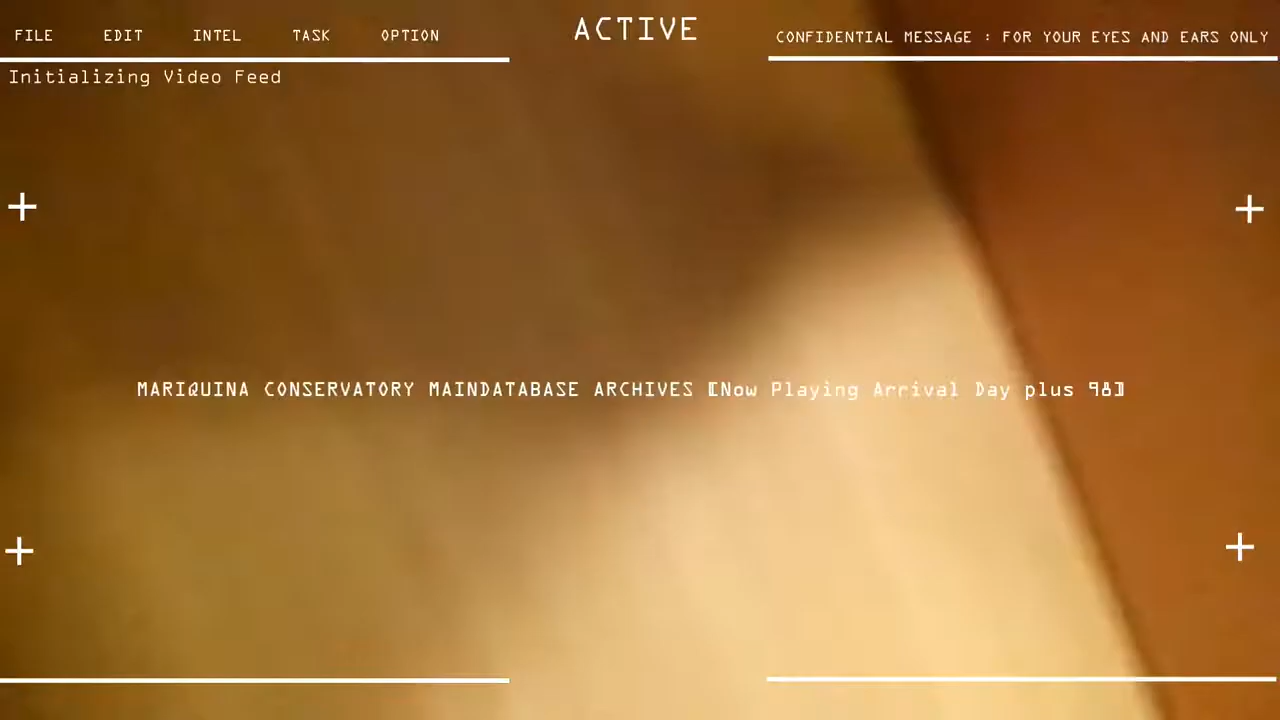 FILE EDIT INTEL TASK OPTION
ACTIVE
CONFIDENTIAL MESSAGE : FOR YOUR EYES AND EARS ONLY
Initializing Video Feed
MARIQUINA CONSERVATORY MAINDATABASE ARCHIVES [Now Playing Arrival Day plus 98]